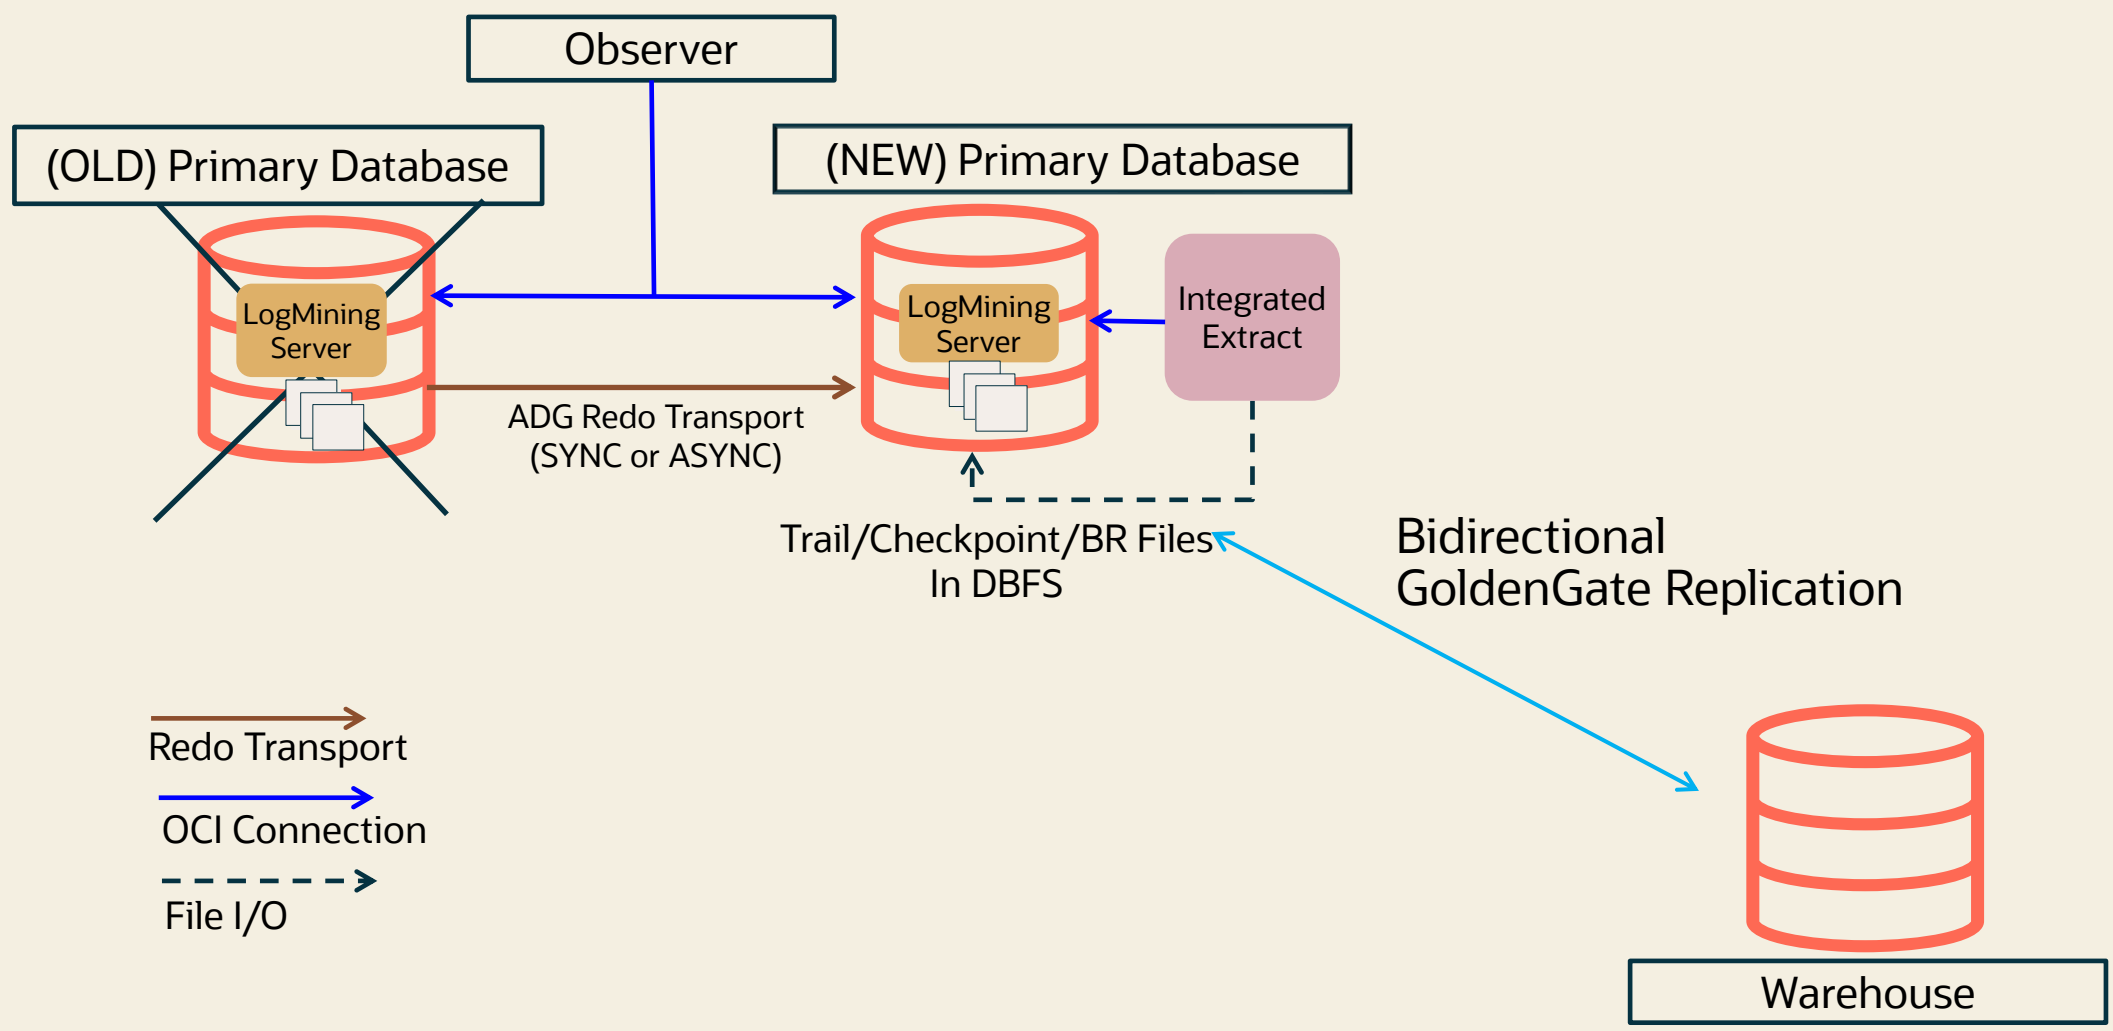 Observer
(OLD) Primary Database
(NEW) Primary Database
LogMining
Server
LogMining
Server
Integrated
Extract
ADG Redo Transport
(SYNC or ASYNC)
Trail/Checkpoint/BR Files
In DBFS
Bidirectional
GoldenGate Replication
Redo Transport
OCI Connection
File I/O
Warehouse